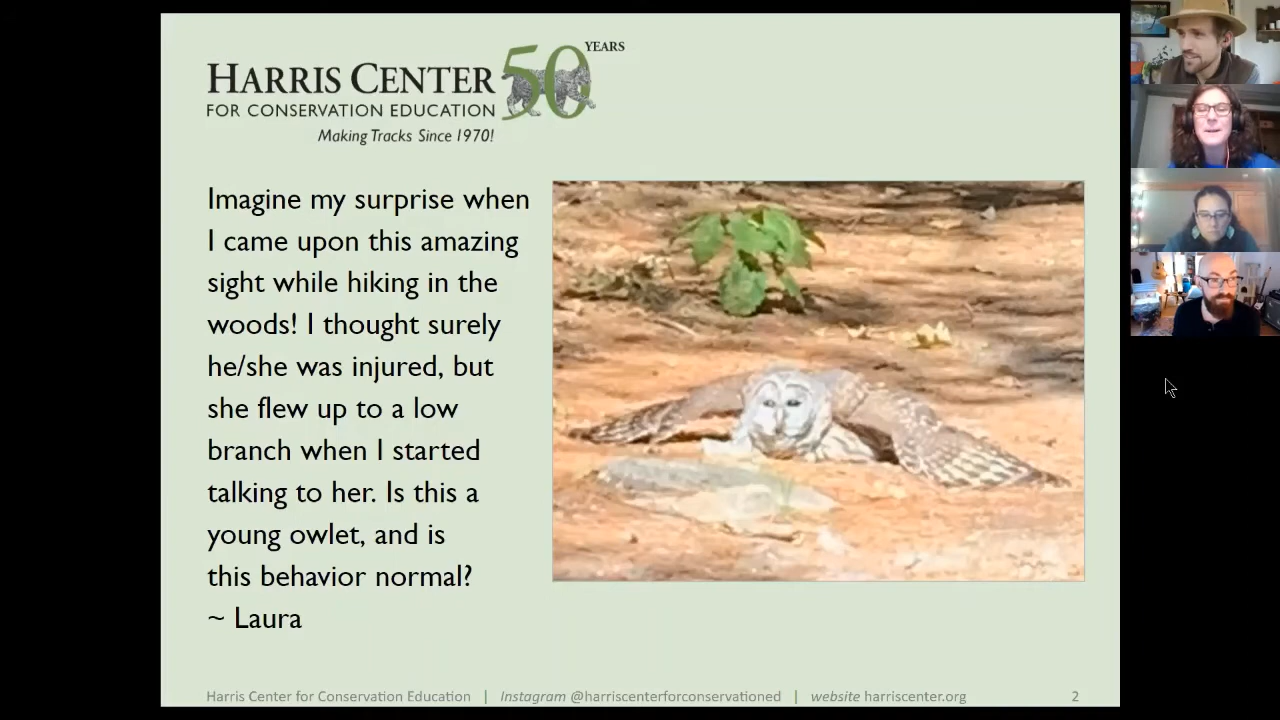 HARRIS CENTER 50 YEARS
FOR CONSERVATION EDUCATION
Making Tracks Since 1970!
Imagine my surprise when
I came upon this amazing
sight while hiking in the
woods! I thought surely
he/she was injured, but
she flew up to a low
branch when I started
talking to her. Is this a
young owlet, and is
this behavior normal?
~ Laura
Harris Center for Conservation Education | Instagram @harriscenterforconservationed | website harriscenter.org 2